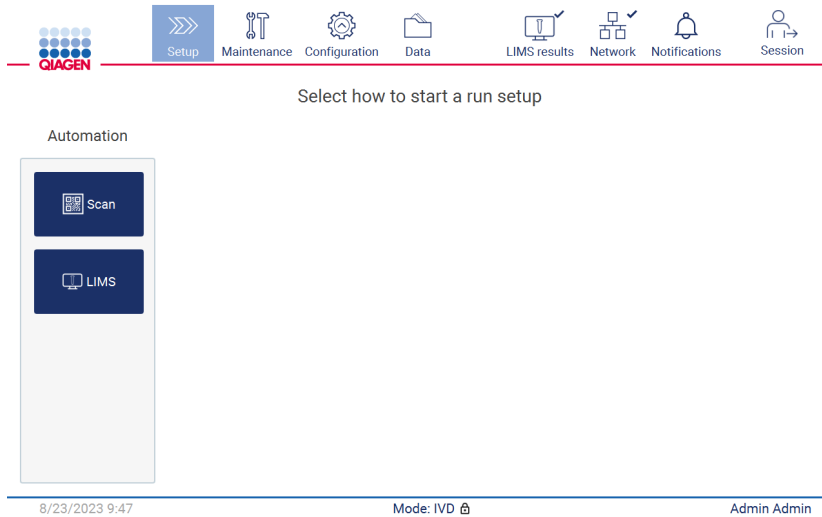 QIAGEN
Setup
Maintenance
Configuration
Data
LIMS results
Network
Notifications
Session
Select how to start a run setup
Automation
Scan
LIMS
8/23/2023 9:47
Mode: IVD
Admin Admin